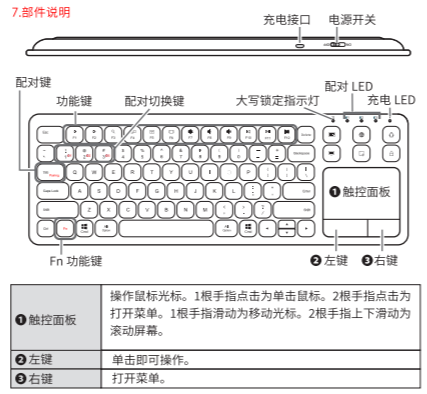 7.部件说明
充电接口 电源开关
配对键
功能键 配对切换键 大写锁定指示灯 配对 LED 充电 LED
❶触控面板
Fn
Fn 功能键
❷左键 ❸右键
❶触控面板
操作鼠标光标。1根手指点击为单击鼠标。2根手指点击为
打开菜单。1根手指滑动为移动光标。2根手指上下滑动为
滚动屏幕。
❷左键 单击即可操作。
❸右键 打开菜单。